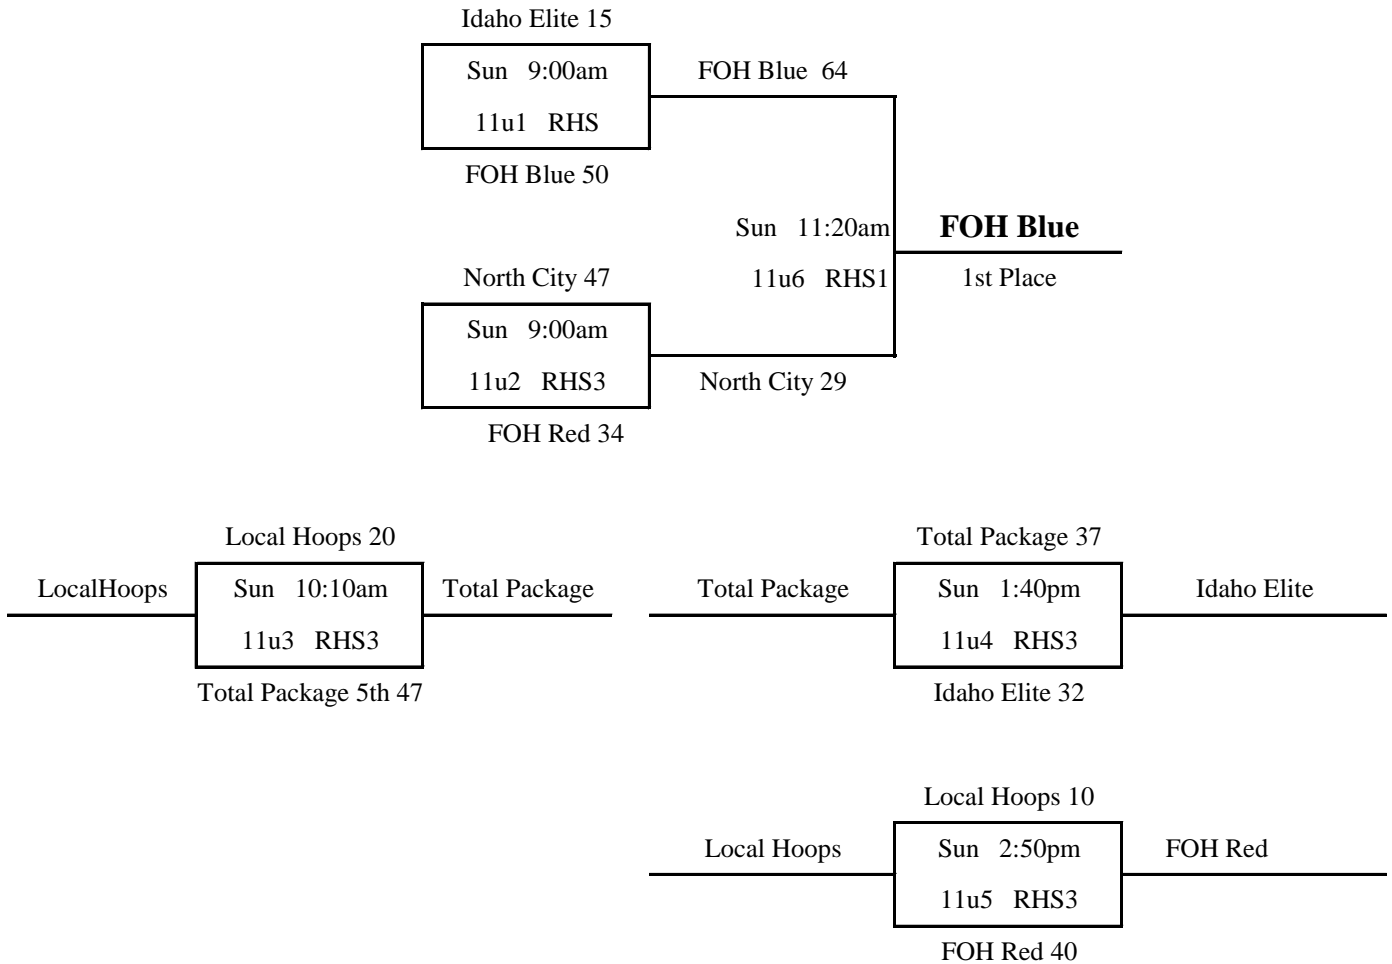 Idaho Elite 15
Sun 9:00am
FOH Blue 64
11u1 RHS
FOH Blue 50
Sun 11:20am
FOH Blue
North City 47
11u6 RHS1
1st Place
Sun 9:00am
11u2 RHS3
North City 29
FOH Red 34
Local Hoops 20
Total Package 37
LocalHoops
Sun 10:10am
Total Package
Total Package
Sun 1:40pm
Idaho Elite
11u3 RHS3
11u4 RHS3
Total Package 5th 47
Idaho Elite 32
Local Hoops 10
Local Hoops
Sun 2:50pm
FOH Red
11u5 RHS3
FOH Red 40